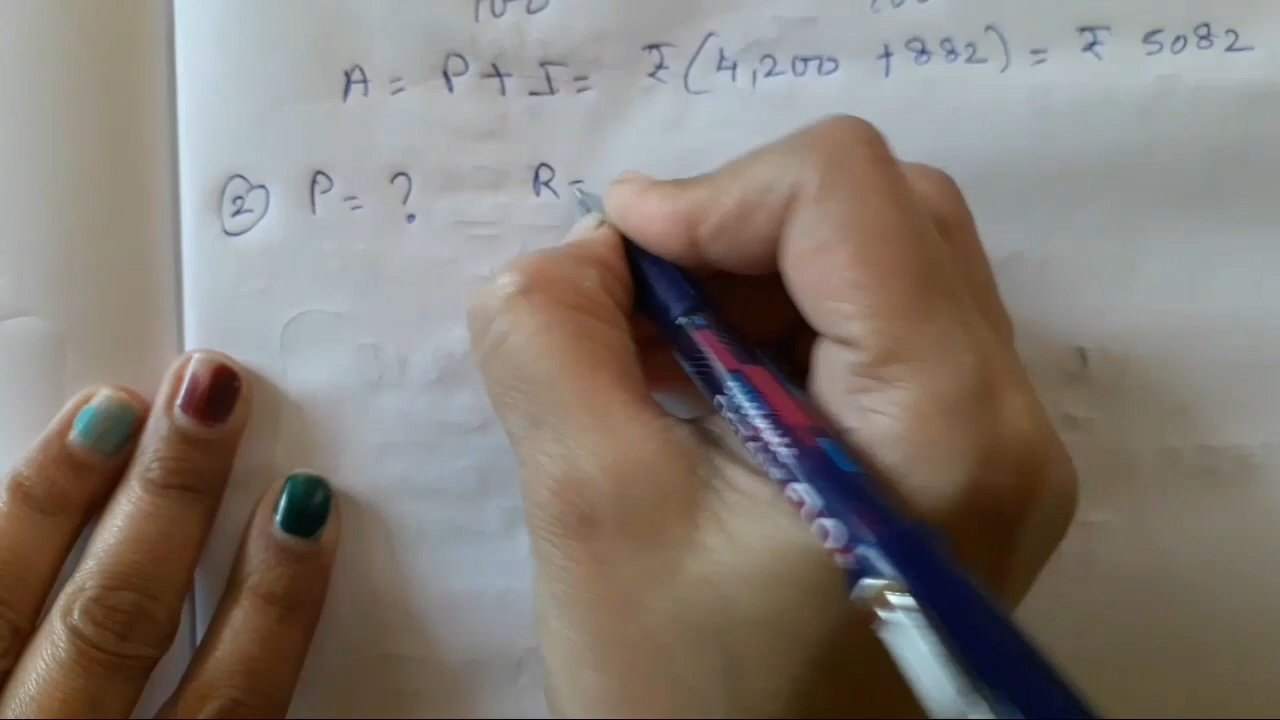 A = P + I = ₹ (4,200 + 882) = ₹ 5082
② P = ? R =